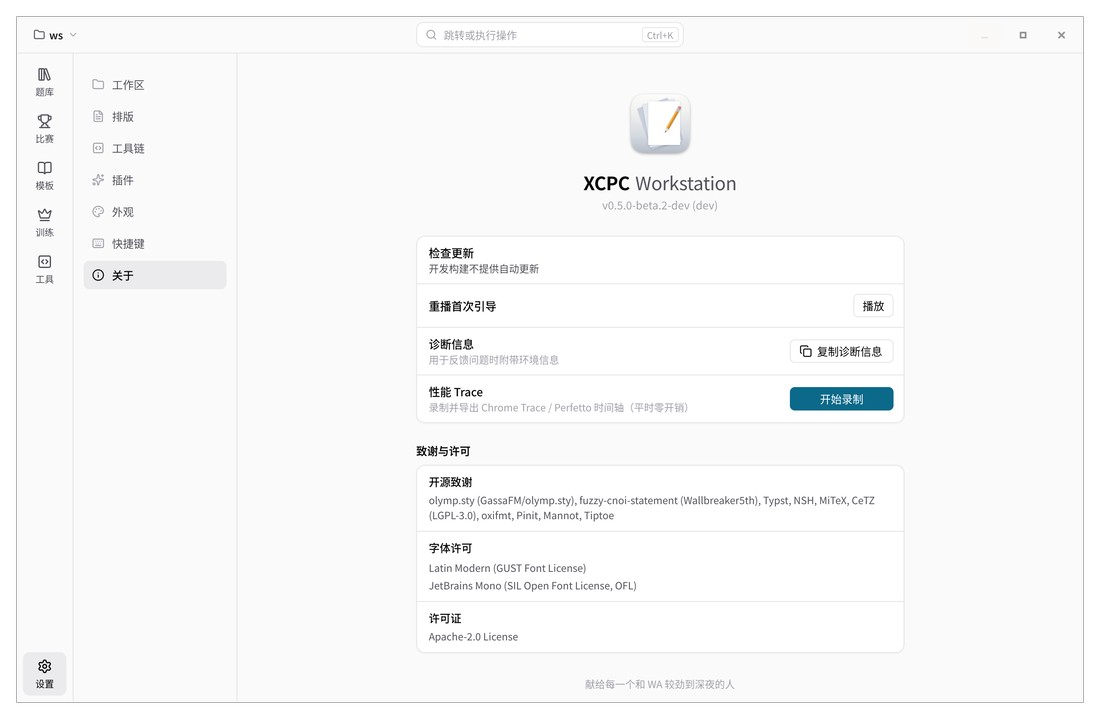 ws
跳转或执行操作
Ctrl+K
题库
比赛
模板
训练
工具
设置
工作区
排版
工具链
插件
外观
快捷键
关于
XCPC Workstation
v0.5.0-beta.2-dev (dev)
检查更新
开发构建不提供自动更新
重播首次引导
播放
诊断信息
用于反馈问题时附带环境信息
复制诊断信息
性能 Trace
录制并导出 Chrome Trace / Perfetto 时间轴（平时零开销）
开始录制
致谢与许可
开源致谢
olymp.sty (GassaFM/olymp.sty), fuzzy-cnoi-statement (Wallbreaker5th), Typst, NSH, MiTeX, CeTZ
(LGPL-3.0), oxifmt, Pinit, Mannot, Tiptoe
字体许可
Latin Modern (GUST Font License)
JetBrains Mono (SIL Open Font License, OFL)
许可证
Apache-2.0 License
献给每一个和 WA 较劲到深夜的人